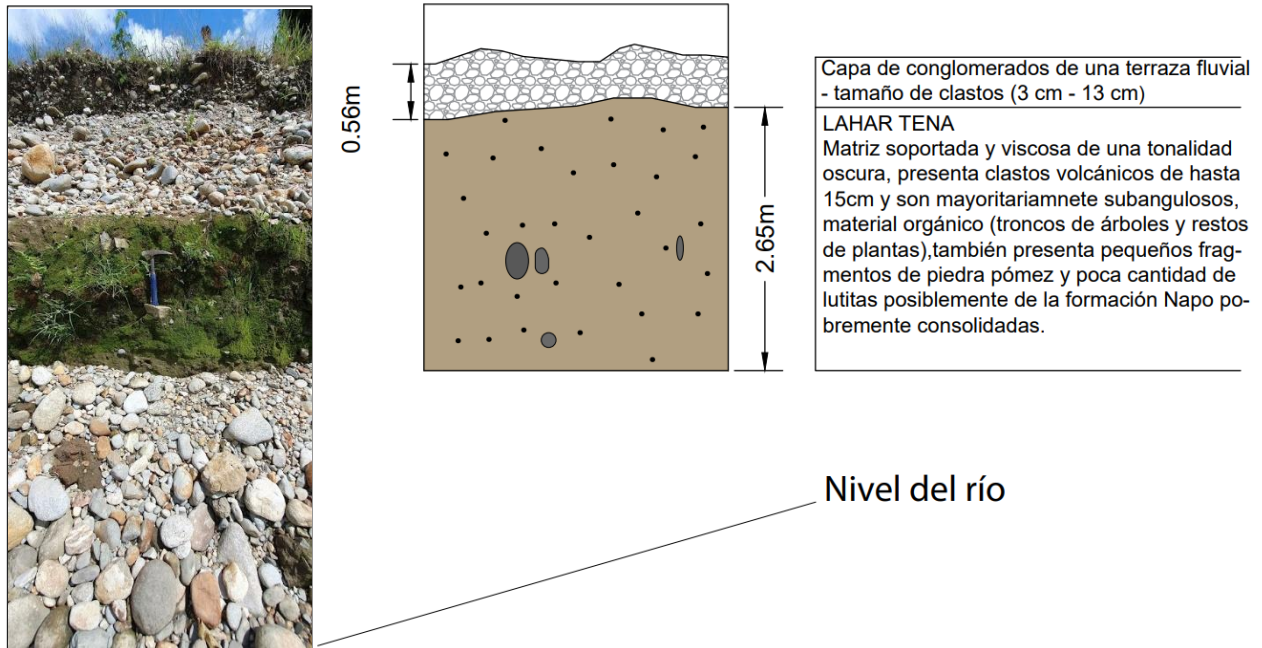 0.56m
2.65m
Capa de conglomerados de una terraza fluvial
- tamaño de clastos (3 cm - 13 cm)
LAHAR TENA
Matriz soportada y viscosa de una tonalidad
oscura, presenta clastos volcánicos de hasta
15cm y son mayoritariamnete subangulosos,
material orgánico (troncos de árboles y restos
de plantas),también presenta pequeños frag-
mentos de piedra pómez y poca cantidad de
lutitas posiblemente de la formación Napo po-
bremente consolidadas.
Nivel del río